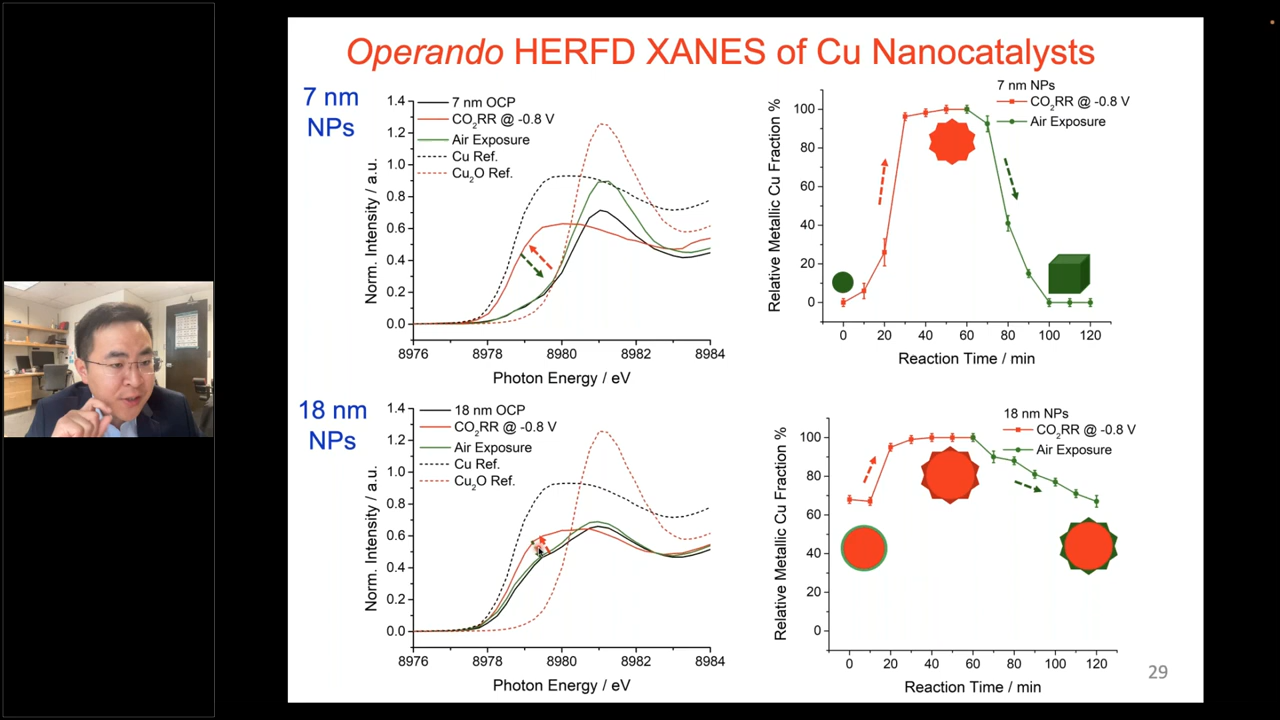 Operando HERFD XANES of Cu Nanocatalysts
7 nm
NPs
7 nm OCP
CO2RR @ -0.8 V
Air Exposure
Cu Ref.
Cu2O Ref.
Norm. Intensity / a.u.
1.4
1.2
1.0
0.8
0.6
0.4
0.2
0.0
8976 8978 8980 8982 8984
Photon Energy / eV
7 nm NPs
CO2RR @ -0.8 V
Air Exposure
Relative Metallic Cu Fraction %
100
80
60
40
20
0
0 20 40 60 80 100 120
Reaction Time / min
18 nm
NPs
18 nm OCP
CO2RR @ -0.8 V
Air Exposure
Cu Ref.
Cu2O Ref.
Norm. Intensity / a.u.
1.4
1.2
1.0
0.8
0.6
0.4
0.2
0.0
8976 8978 8980 8982 8984
Photon Energy / eV
18 nm NPs
CO2RR @ -0.8 V
Air Exposure
Relative Metallic Cu Fraction %
100
80
60
40
20
0
0 20 40 60 80 100 120
Reaction Time / min
29